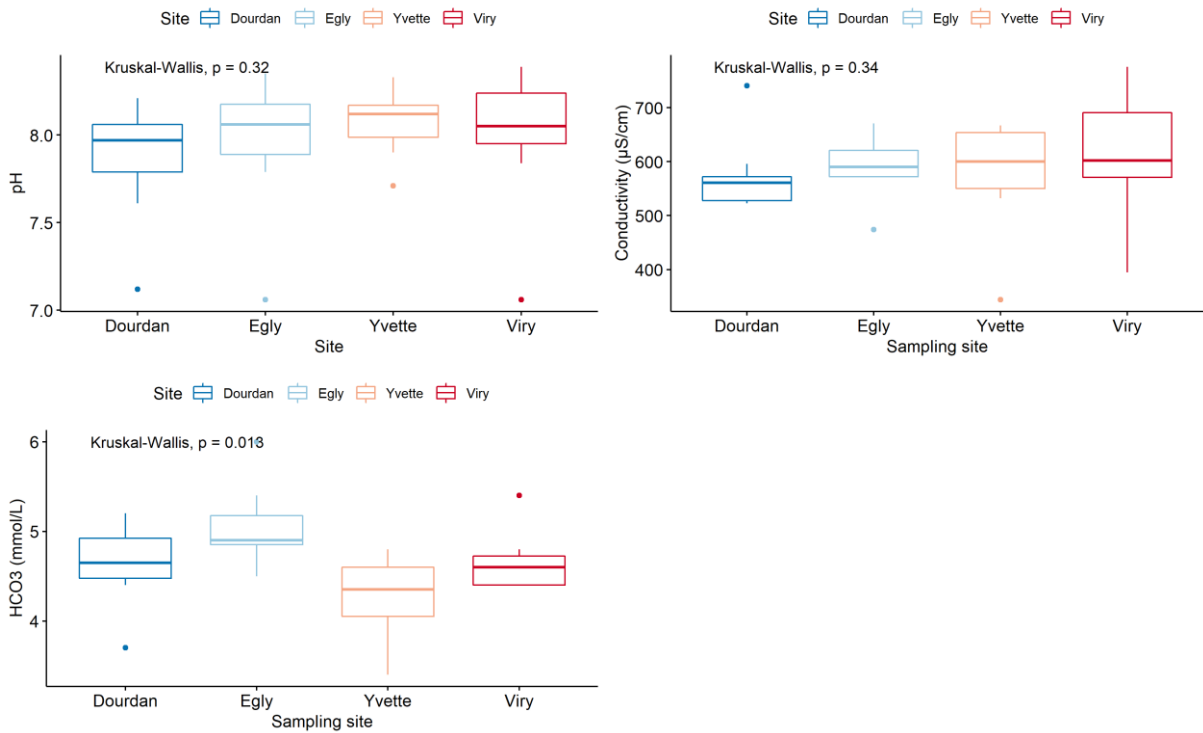 Site Dourdan Egly Yvette Viry
Kruskal-Wallis, p = 0.32
8.0
7.5
7.0
pH
Dourdan Egly Yvette Viry
Site
Site Dourdan Egly Yvette Viry
Kruskal-Wallis, p = 0.34
700
600
500
400
Conductivity (µS/cm)
Dourdan Egly Yvette Viry
Sampling site
Site Dourdan Egly Yvette Viry
Kruskal-Wallis, p = 0.013
6
5
4
HCO3 (mmol/L)
Dourdan Egly Yvette Viry
Sampling site